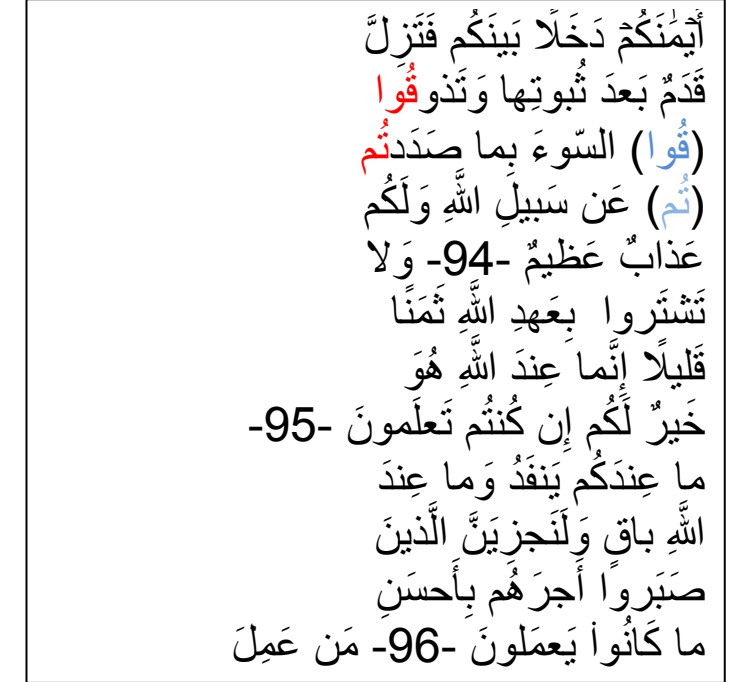 أَيْمَٰنَكُمْ دَخَلًا بَينَكُم فَتَزِلَّ
قَدَمٌ بَعدَ ثُبوتِها وَتَذوقُوا
(قُوا) السّوءَ بِما صَدَدتُم
(تُم) عَن سَبيلِ اللَّهِ وَلَكُم
عَذابٌ عَظيمٌ -94- وَلا
تَشتَروا بِعَهدِ اللَّهِ ثَمَنًا
قَليلًا إِنَّما عِندَ اللَّهِ هُوَ
خَيرٌ لَكُم إِن كُنتُم تَعلَمونَ -95-
ما عِندَكُم يَنفَدُ وَما عِندَ
اللَّهِ باقٍ وَلَنَجزِيَنَّ الَّذينَ
صَبَروا أَجرَهُم بِأَحسَنِ
ما كَانُواْ يَعمَلونَ -96- مَن عَمِلَ